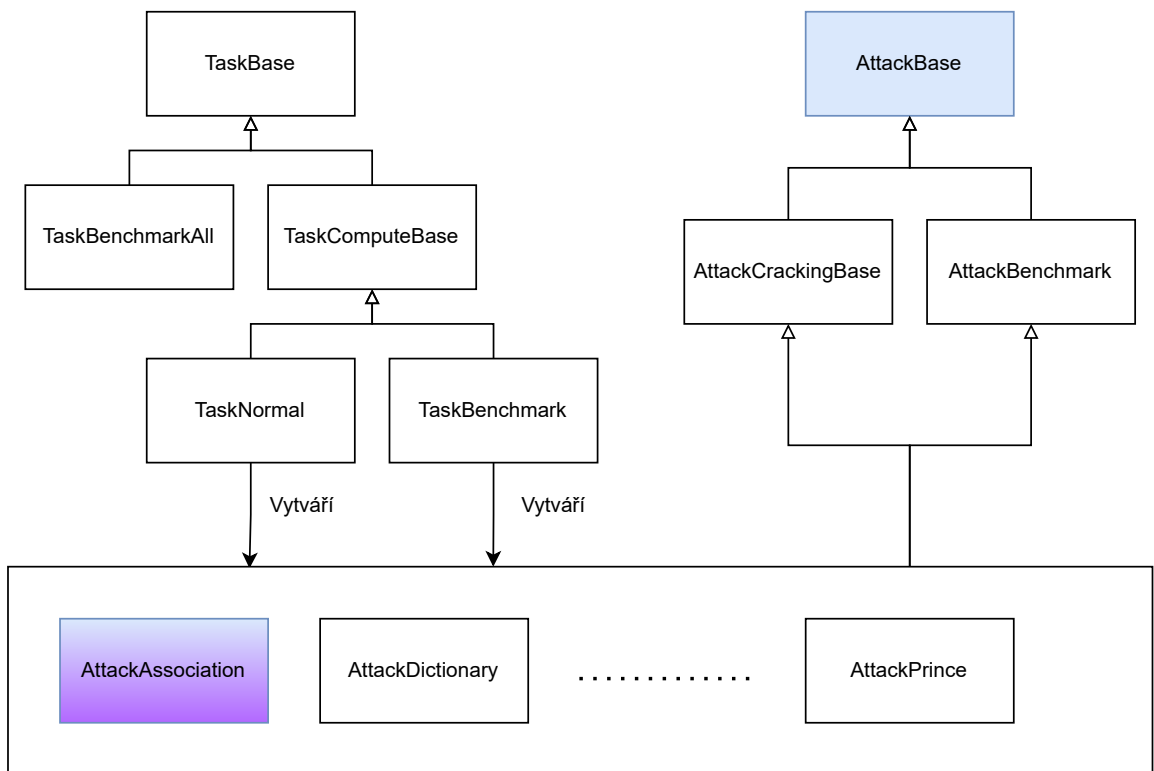 TaskBase
AttackBase
TaskBenchmarkAll
TaskComputeBase
AttackCrackingBase
AttackBenchmark
TaskNormal
TaskBenchmark
Vytváří
Vytváří
AttackAssociation
AttackDictionary
.............
AttackPrince